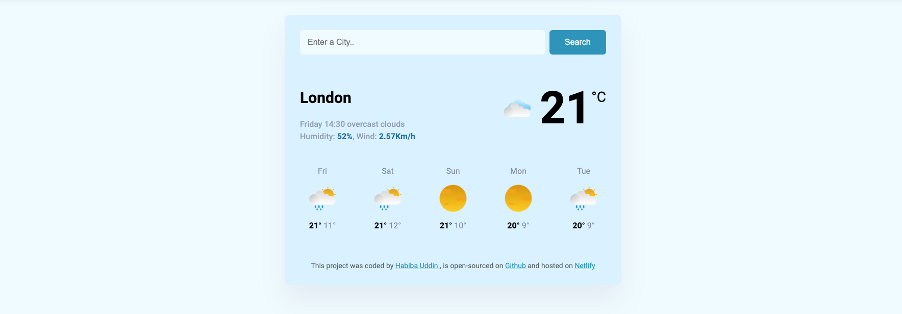 Enter a City..
Search
London
21 °C
Friday 14:30 overcast clouds
Humidity: 52%, Wind: 2.57Km/h
Fri Sat Sun Mon Tue
21° 11° 21° 12° 21° 10° 20° 9° 20° 9°
This project was coded by Habiba Uddin , is open-sourced on Github and hosted on Netlify